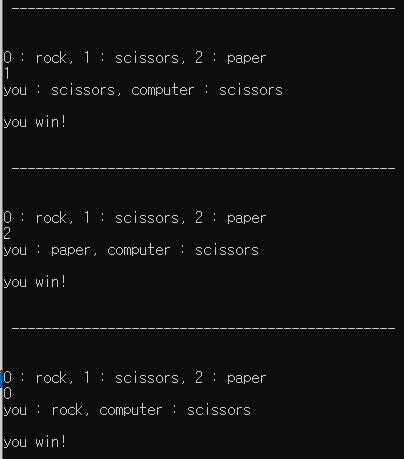 ------------------------------------------------
0 : rock, 1 : scissors, 2 : paper
1
you : scissors, computer : scissors
you win!
------------------------------------------------
0 : rock, 1 : scissors, 2 : paper
2
you : paper, computer : scissors
you win!
------------------------------------------------
0 : rock, 1 : scissors, 2 : paper
0
you : rock, computer : scissors
you win!